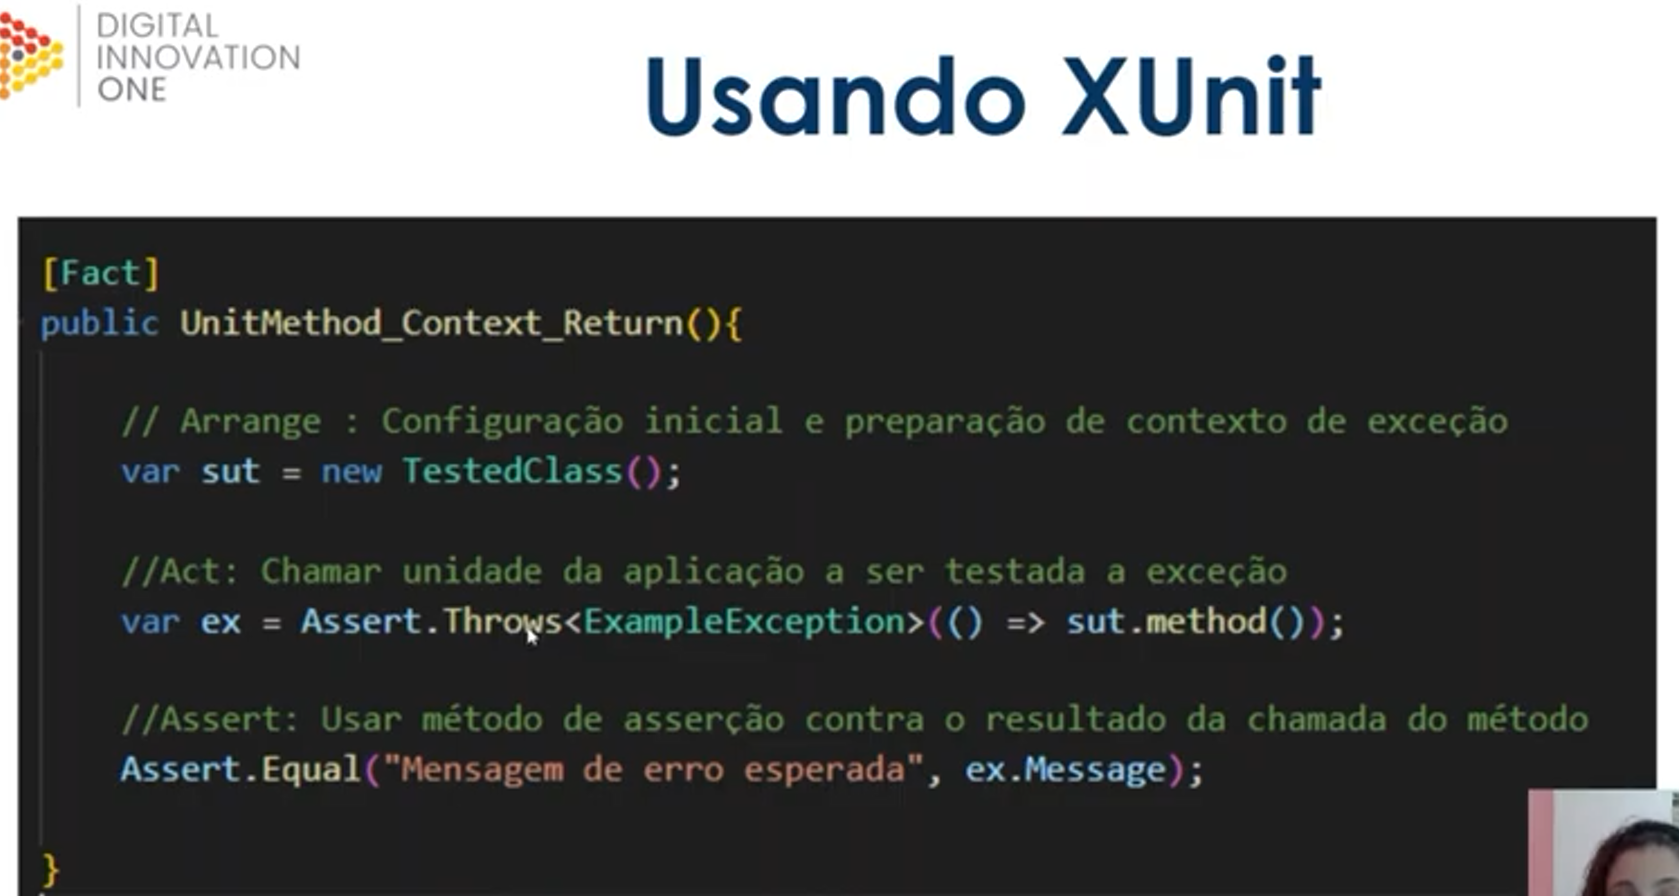 DIGITAL
INNOVATION
ONE
Usando XUnit
[Fact]
public UnitMethod_Context_Return(){
// Arrange : Configuração inicial e preparação de contexto de exceção
var sut = new TestedClass();
//Act: Chamar unidade da aplicação a ser testada a exceção
var ex = Assert.Throws<ExampleException>(() => sut.method());
//Assert: Usar método de asserção contra o resultado da chamada do método
Assert.Equal("Mensagem de erro esperada", ex.Message);
}